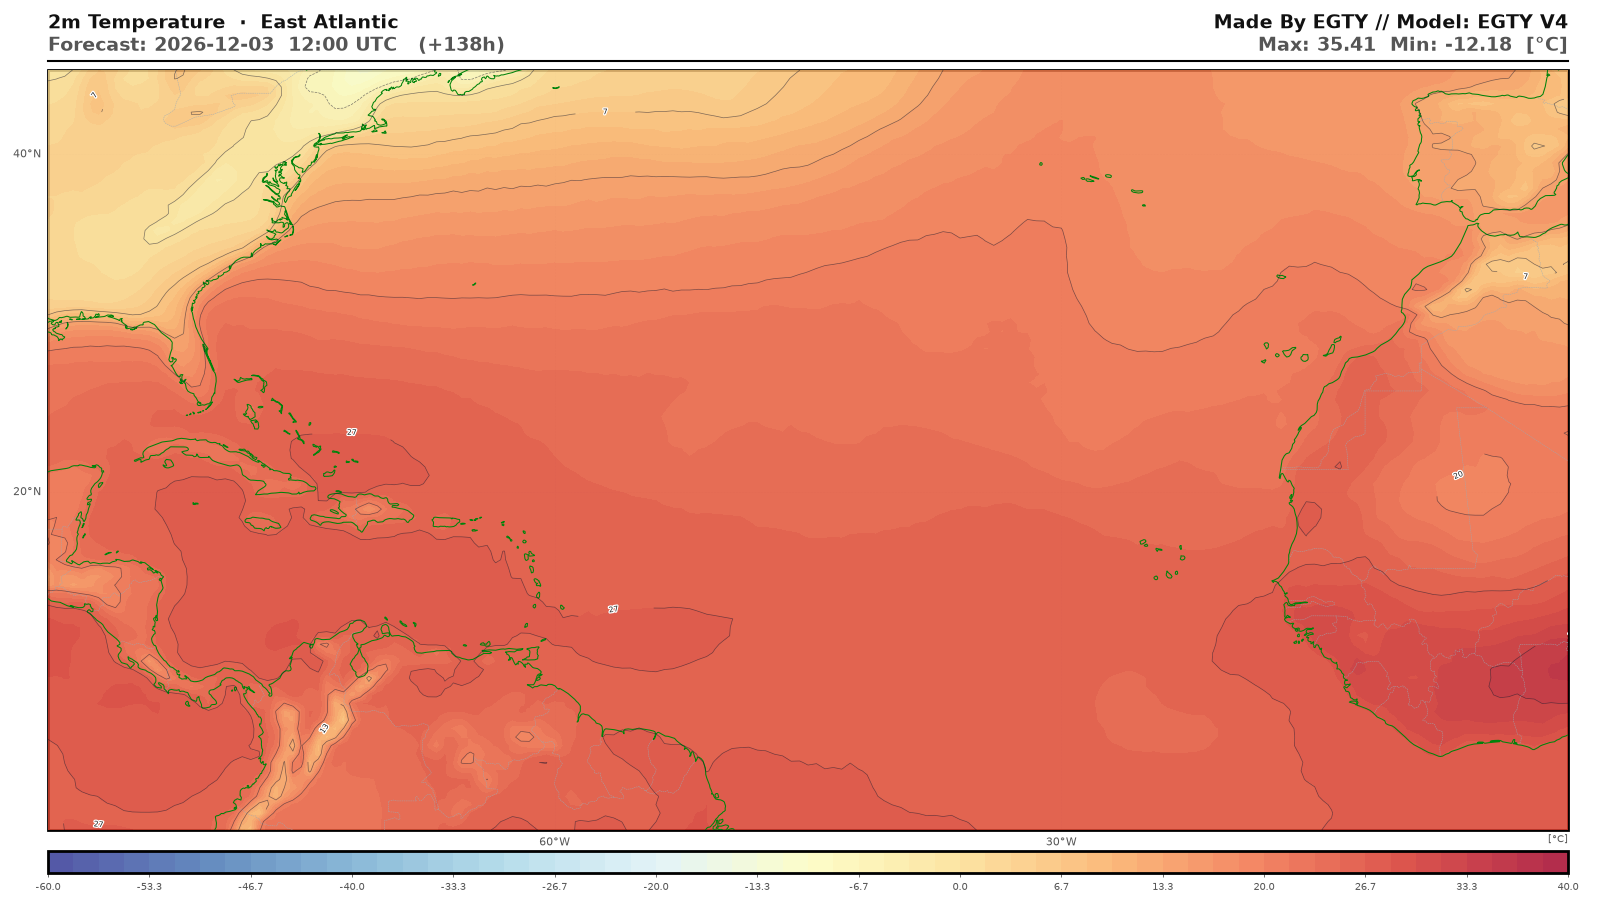 2m Temperature · East Atlantic
Made By EGTY // Model: EGTY V4
Forecast: 2026-12-03 12:00 UTC (+138h)
Max: 35.41 Min: -12.18 [°C]
7
7
40°N
7
27
20
20°N
27
13
27
60°W
30°W
[°C]
-60.0
-53.3
-46.7
-40.0
-33.3
-26.7
-20.0
-13.3
-6.7
0.0
6.7
13.3
20.0
26.7
33.3
40.0